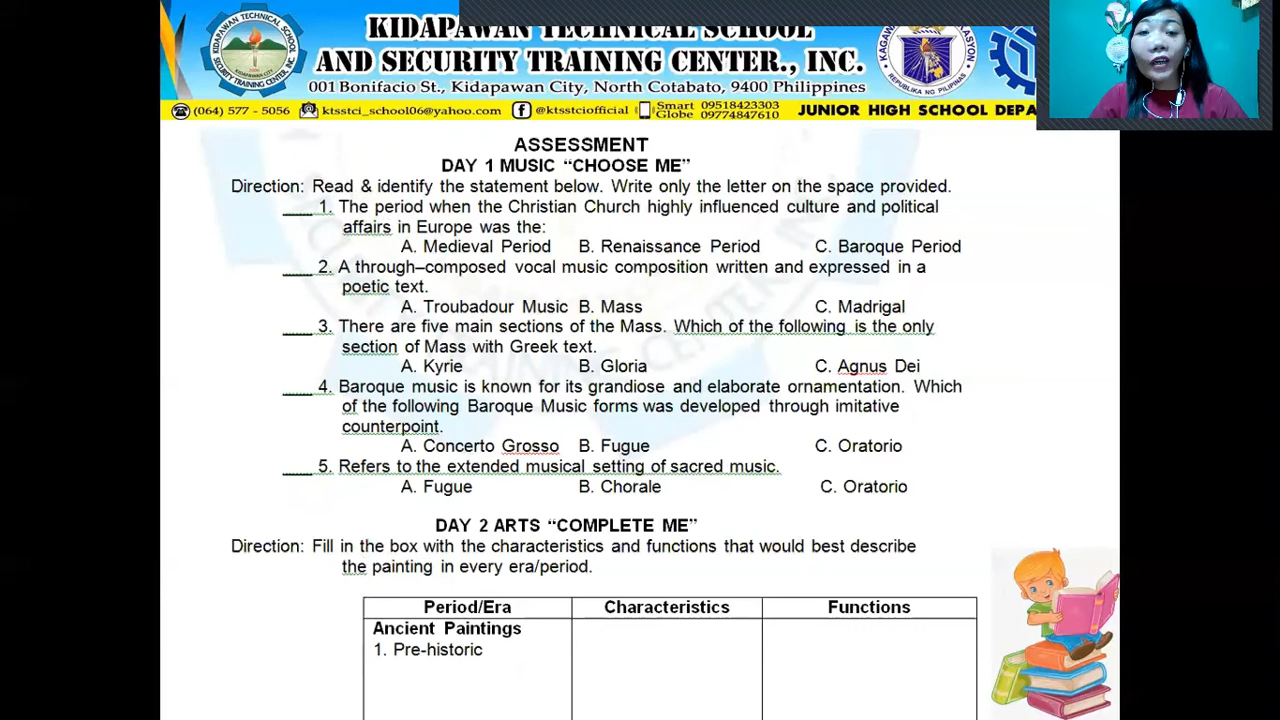 KIDAPAWAN TECHNICAL SCHOOL
AND SECURITY TRAINING CENTER., INC.
001 Bonifacio St., Kidapawan City, North Cotabato, 9400 Philippines
(064) 577 - 5056 ktsstci_school06@yahoo.com @ktsstciofficial Smart 09518423303
Globe 09774847610
JUNIOR HIGH SCHOOL DEPA
KIDAPAWAN TECHNICAL SCHOOL
SECURITY TRAINING CENTER, INC.
REPUBLIKA NG PILIPINAS
ASSESSMENT
DAY 1 MUSIC “CHOOSE ME”
Direction: Read & identify the statement below. Write only the letter on the space provided.
____ 1. The period when the Christian Church highly influenced culture and political
affairs in Europe was the:
A. Medieval Period B. Renaissance Period C. Baroque Period
____ 2. A through–composed vocal music composition written and expressed in a
poetic text.
A. Troubadour Music B. Mass C. Madrigal
____ 3. There are five main sections of the Mass. Which of the following is the only
section of Mass with Greek text.
A. Kyrie B. Gloria C. Agnus Dei
____ 4. Baroque music is known for its grandiose and elaborate ornamentation. Which
of the following Baroque Music forms was developed through imitative
counterpoint.
A. Concerto Grosso B. Fugue C. Oratorio
____ 5. Refers to the extended musical setting of sacred music.
A. Fugue B. Chorale C. Oratorio
DAY 2 ARTS “COMPLETE ME”
Direction: Fill in the box with the characteristics and functions that would best describe
the painting in every era/period.
Period/Era Characteristics Functions
Ancient Paintings
1. Pre-historic